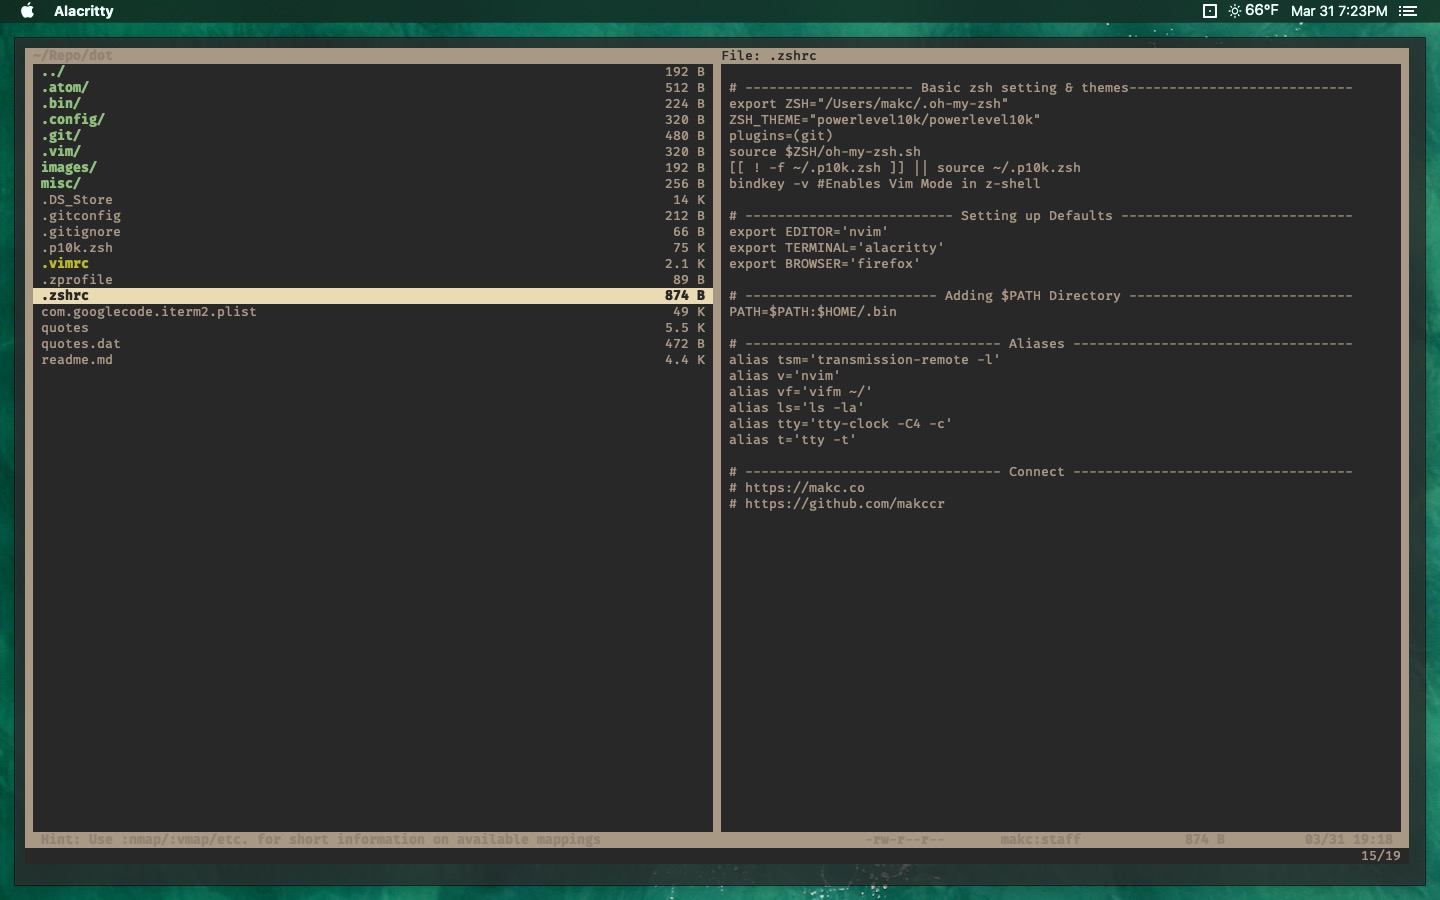 Alacritty 66°F Mar 31 7:23PM
~/Repo/dot
../ 192 B
.atom/ 512 B
.bin/ 224 B
.config/ 320 B
.git/ 480 B
.vim/ 320 B
images/ 192 B
misc/ 256 B
.DS_Store 14 K
.gitconfig 212 B
.gitignore 66 B
.p10k.zsh 75 K
.vimrc 2.1 K
.zprofile 89 B
.zshrc 874 B
com.googlecode.iterm2.plist 49 K
quotes 5.5 K
quotes.dat 472 B
readme.md 4.4 K
File: .zshrc
# --------------------- Basic zsh setting & themes----------------------------
export ZSH="/Users/makc/.oh-my-zsh"
ZSH_THEME="powerlevel10k/powerlevel10k"
plugins=(git)
source $ZSH/oh-my-zsh.sh
[[ ! -f ~/.p10k.zsh ]] || source ~/.p10k.zsh
bindkey -v #Enables Vim Mode in z-shell
# -------------------------- Setting up Defaults -----------------------------
export EDITOR='nvim'
export TERMINAL='alacritty'
export BROWSER='firefox'
# ------------------------ Adding $PATH Directory ----------------------------
PATH=$PATH:$HOME/.bin
# -------------------------------- Aliases -----------------------------------
alias tsm='transmission-remote -l'
alias v='nvim'
alias vf='vifm ~/'
alias ls='ls -la'
alias tty='tty-clock -C4 -c'
alias t='tty -t'
# -------------------------------- Connect -----------------------------------
# https://makc.co
# https://github.com/makccr
Hint: Use :nmap/:vmap/etc. for short information on available mappings -rw-r--r-- makc:staff 874 B 03/31 19:18
15/19